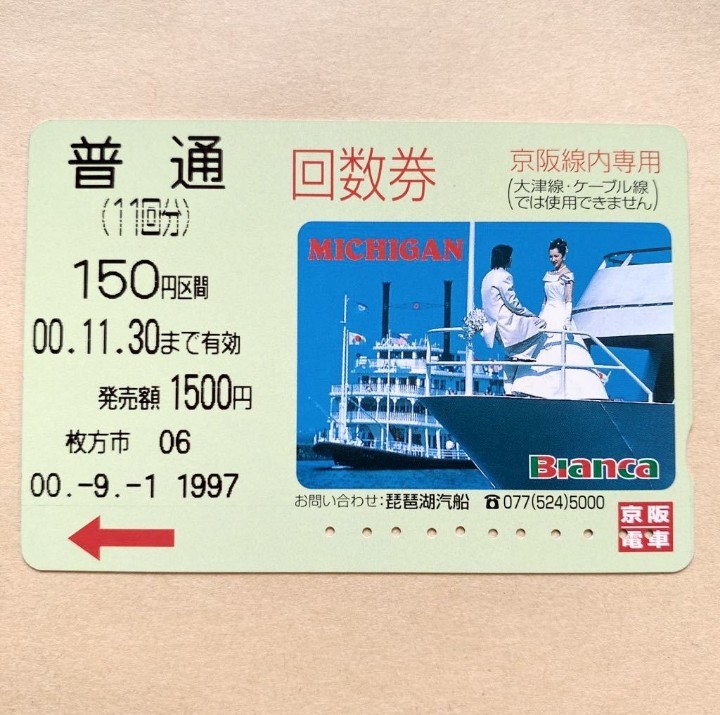 普通
(11回分)
150円区間
00.11.30まで有効
発売額 1500円
枚方市 06
00.-9.-1 1997
回数券
京阪線内専用
(大津線・ケーブル線
では使用できません)
MICHIGAN
Bianca
お問い合わせ:琵琶湖汽船 ☎077(524)5000
京阪
電車